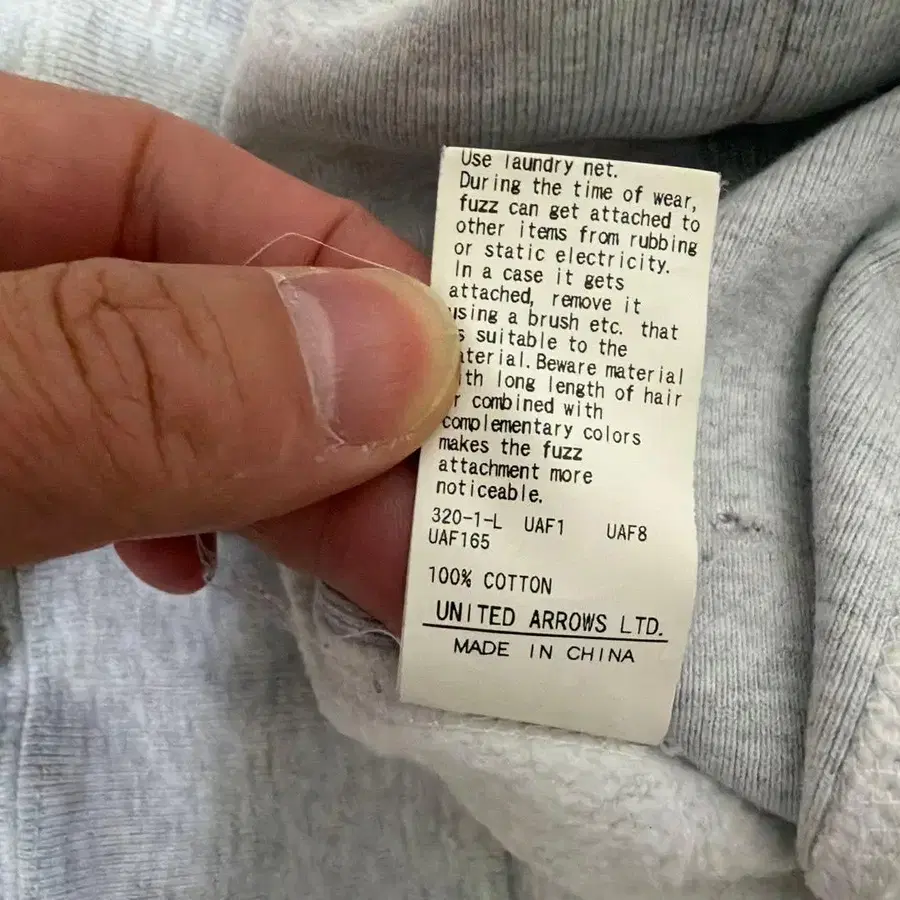 Use laundry net.
During the time of wear,
fuzz can get attached to
other items from rubbing
or static electricity.
In a case it gets
attached, remove it
using a brush etc. that
s suitable to the
aterial. Beware material
ith long length of hair
r combined with
complementary colors
makes the fuzz
attachment more
noticeable.
320-1-L UAF1 UAF8
UAF165
100% COTTON
UNITED ARROWS LTD.
MADE IN CHINA